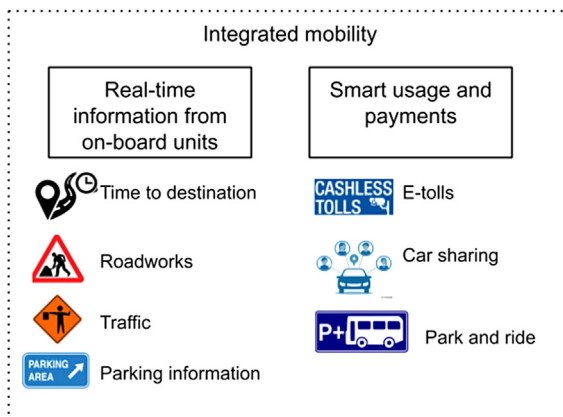 Integrated mobility
Real-time
information from
on-board units
Time to destination
Roadworks
Traffic
PARKING
AREA
Parking information
Smart usage and
payments
CASHLESS
TOLLS
E-tolls
Car sharing
P+
Park and ride